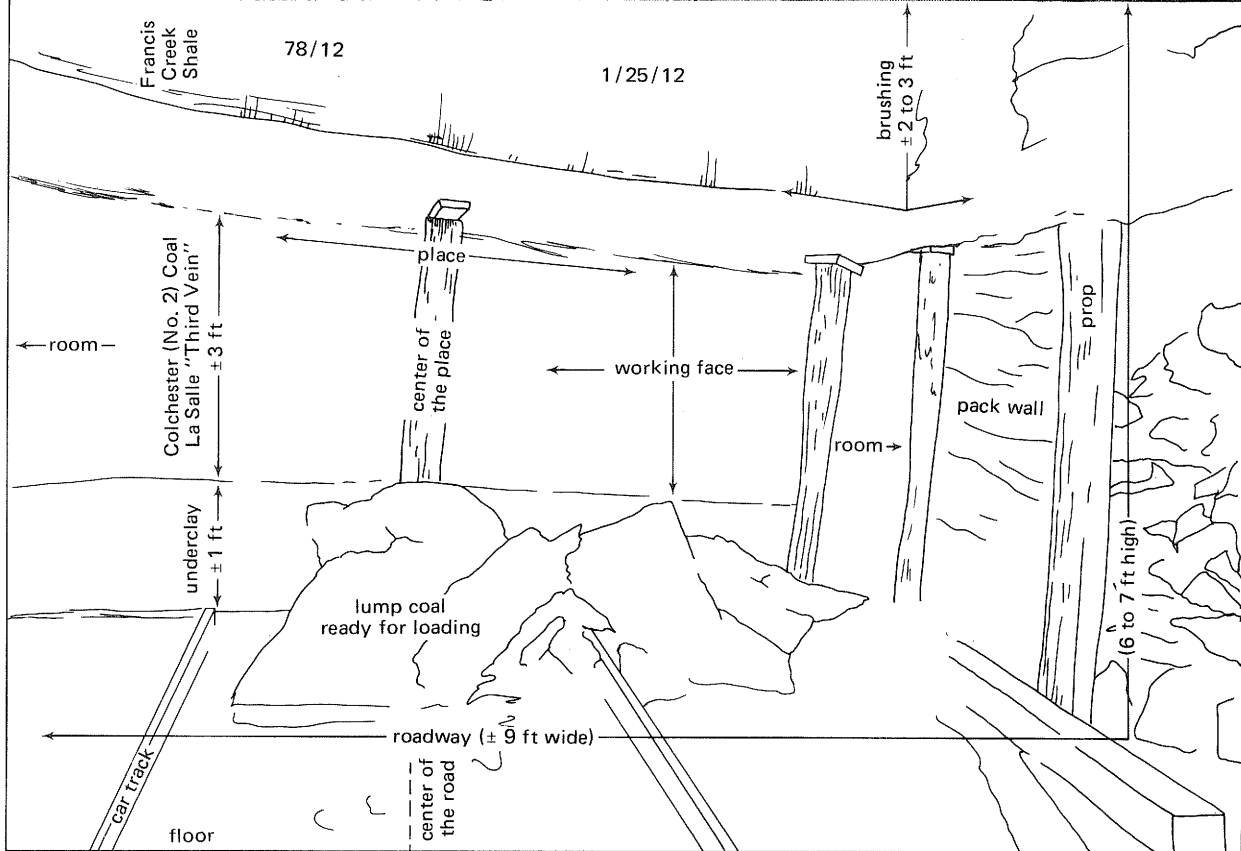 Francis
Creek
Shale
78/12
1/25/12
brushing
± 2 to 3 ft
Colchester (No. 2) Coal
La Salle "Third Vein"
±3 ft
place
room
center of
the place
working face
prop
pack wall
room
underclay
± 1 ft
lump coal
ready for loading
(6 to 7 ft high)
roadway (± 9 ft wide)
car track
center of
the road
floor